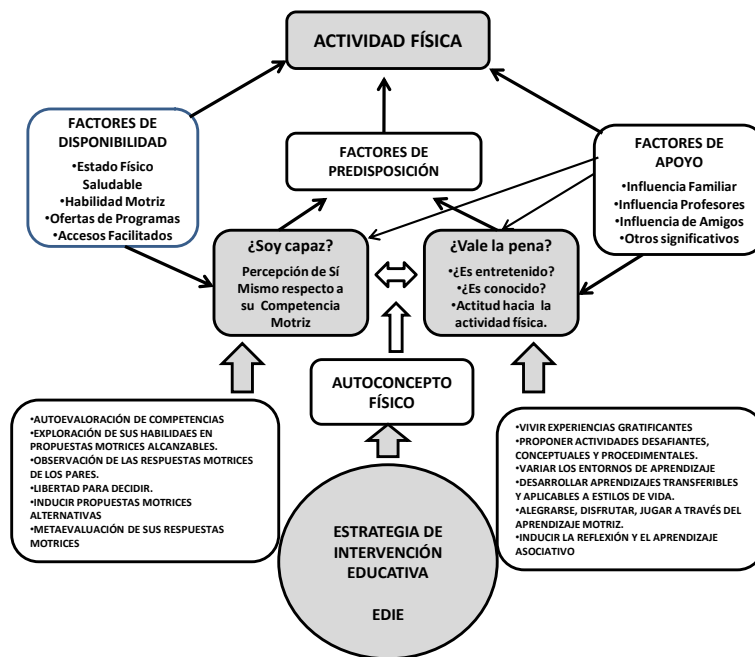 ACTIVIDAD FÍSICA
FACTORES DE
DISPONIBILIDAD
•Estado Físico
Saludable
•Habilidad Motriz
•Ofertas de Programas
•Accesos Facilitados
FACTORES DE
PREDISPOSICIÓN
FACTORES DE
APOYO
•Influencia Familiar
•Influencia Profesores
•Influencia de Amigos
•Otros significativos
¿Soy capaz?
Percepción de Sí
Mismo respecto a
su Competencia
Motriz
¿Vale la pena?
•¿Es entretenido?
•¿Es conocido?
•Actitud hacia la
actividad física.
AUTOCONCEPTO
FÍSICO
•AUTOEVALORACIÓN DE COMPETENCIAS
•EXPLORACIÓN DE SUS HABILIDAES EN
PROPUESTAS MOTRICES ALCANZABLES.
•OBSERVACIÓN DE LAS RESPUESTAS MOTRICES
DE LOS PARES.
•LIBERTAD PARA DECIDIR.
•INDUCIR PROPUESTAS MOTRICES
ALTERNATIVAS
•METAEVALUACIÓN DE SUS RESPUESTAS
MOTRICES
•VIVIR EXPERIENCIAS GRATIFICANTES
•PROPONER ACTIVIDADES DESAFIANTES,
CONCEPTUALES Y PROCEDIMENTALES.
•VARIAR LOS ENTORNOS DE APRENDIZAJE
•DESARROLLAR APRENDIZAJES TRANSFERIBLES
Y APLICABLES A ESTILOS DE VIDA.
•ALEGRARSE, DISFRUTAR, JUGAR A TRAVÉS DEL
APRENDIZAJE MOTRIZ.
•INDUCIR LA REFLEXIÓN Y EL APRENDIZAJE
ASOCIATIVO
ESTRATEGIA DE
INTERVENCIÓN
EDUCATIVA
EDIE